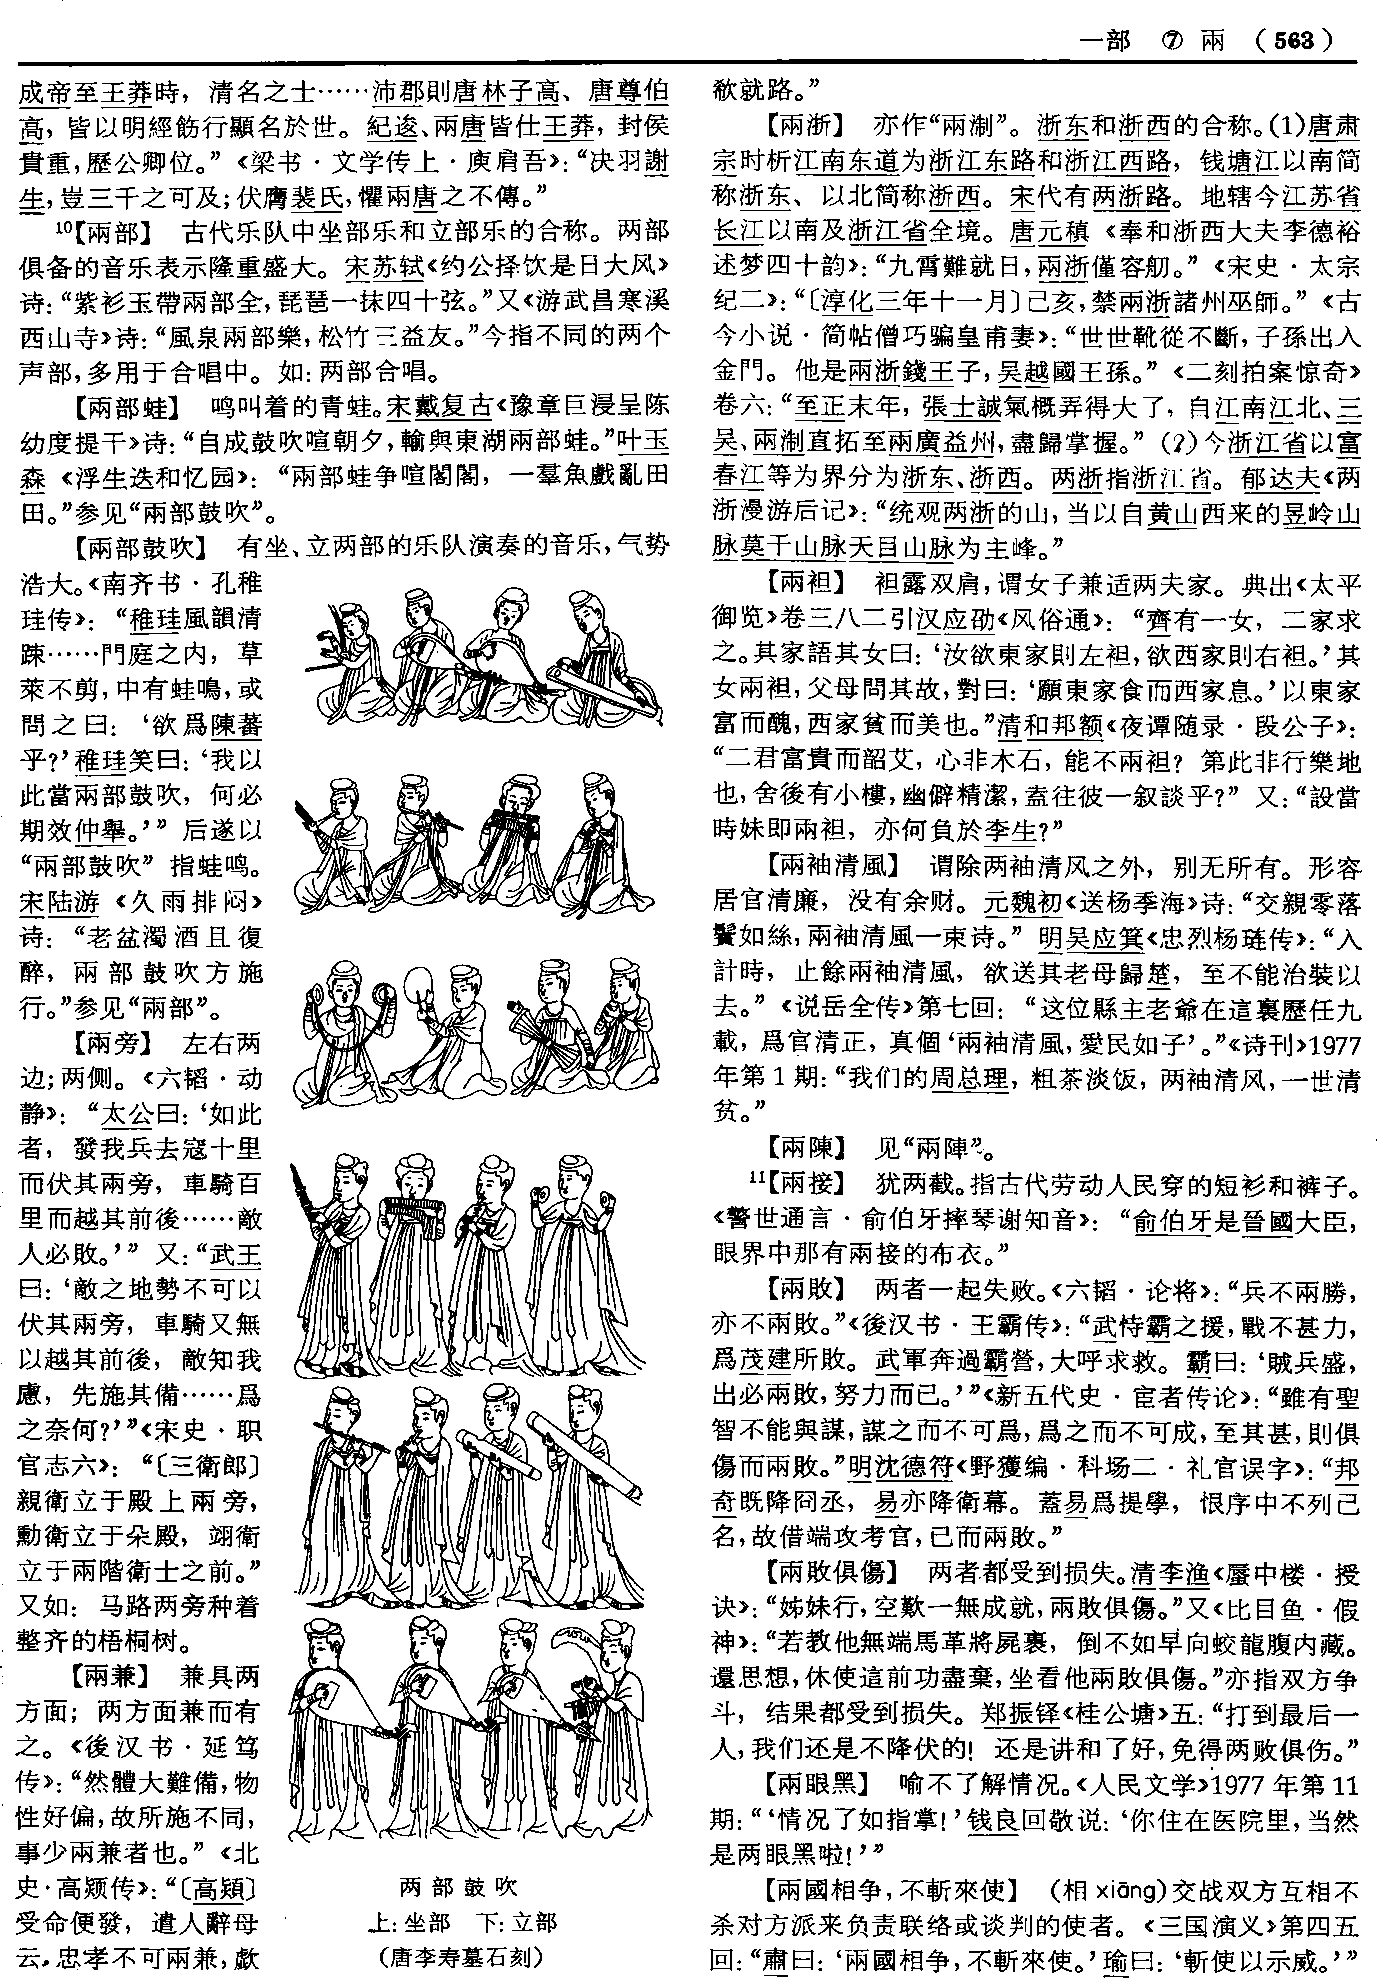 一部 ⑦ 兩 (563)
成帝至王莽時，清名之士……沛郡則唐林子高、唐尊伯
高，皆以明經飭行顯名於世。紀逡、兩唐皆仕王莽，封侯
貴重，歷公卿位。”《梁书·文学传上·庾肩吾》：“决羽謝
生，豈三千之可及；伏膺裴氏，懼兩唐之不傳。”
¹⁰【兩部】 古代乐队中坐部乐和立部乐的合称。两部
俱备的音乐表示隆重盛大。宋苏轼《约公择饮是日大风》
诗：“紫衫玉帶兩部全，琵琶一抹四十弦。”又《游武昌寒溪
西山寺》诗：“風泉兩部樂，松竹三益友。”今指不同的两个
声部，多用于合唱中。如：两部合唱。
【兩部蛙】 鸣叫着的青蛙。宋戴复古《豫章巨浸呈陈
幼度提干》诗：“自成鼓吹喧朝夕，輸與東湖兩部蛙。”叶玉
森《浮生迭和忆园》：“兩部蛙争喧閣閣，一羣魚戲亂田
田。”参见“兩部鼓吹”。
【兩部鼓吹】 有坐、立两部的乐队演奏的音乐，气势
浩大。《南齐书·孔稚
珪传》：“稚珪風韻清
踈……門庭之内，草
萊不剪，中有蛙鳴，或
問之曰：‘欲爲陳蕃
乎？’稚珪笑曰：‘我以
此當兩部鼓吹，何必
期效仲舉。’”后遂以
“兩部鼓吹”指蛙鸣。
宋陆游《久雨排闷》
诗：“老盆濁酒且復
醉，兩部鼓吹方施
行。”参见“兩部”。
【兩旁】 左右两
边；两侧。《六韬·动
静》：“太公曰：‘如此
者，發我兵去寇十里
而伏其兩旁，車騎百
里而越其前後……敵
人必敗。’”又：“武王
曰：‘敵之地勢不可以
伏其兩旁，車騎又無
以越其前後，敵知我
慮，先施其備……爲
之奈何？’”《宋史·职
官志六》：“〔三衛郎〕
親衛立于殿上兩旁，
勳衛立于朵殿，翊衛
立于兩階衛士之前。”
又如：马路两旁种着
整齐的梧桐树。
【兩兼】 兼具两
方面；两方面兼而有
之。《後汉书·延笃
传》：“然體大難備，物
性好偏，故所施不同，
事少兩兼者也。”《北
史·高颎传》：“〔高熲〕
受命便發，遣人辭母
云，忠孝不可兩兼，歔
两部鼓吹
上：坐部 下：立部
（唐李寿墓石刻）
欷就路。”
【兩浙】 亦作“兩淛”。浙东和浙西的合称。(1)唐肃
宗时析江南东道为浙江东路和浙江西路，钱塘江以南简
称浙东、以北简称浙西。宋代有两浙路。地辖今江苏省
长江以南及浙江省全境。唐元稹《奉和浙西大夫李德裕
述梦四十韵》：“九霄難就日，兩浙僅容舠。”《宋史·太宗
纪二》：“〔淳化三年十一月〕己亥，禁兩浙諸州巫師。”《古
今小说·简帖僧巧骗皇甫妻》：“世世靴從不斷，子孫出入
金門。他是兩浙錢王子，吳越國王孫。”《二刻拍案惊奇》
卷六：“至正末年，張士誠氣概弄得大了，自江南江北、三
吳、兩淛直拓至兩廣益州，盡歸掌握。”(2)今浙江省以富
春江等为界分为浙东、浙西。两浙指浙江省。郁达夫《两
浙漫游后记》：“统观两浙的山，当以自黄山西来的昱岭山
脉莫干山脉天目山脉为主峰。”
【兩袒】 袒露双肩，谓女子兼适两夫家。典出《太平
御览》卷三八二引汉应劭《风俗通》：“齊有一女，二家求
之。其家語其女曰：‘汝欲東家則左袒，欲西家則右袒。’其
女兩袒，父母問其故，對曰：‘願東家食而西家息。’以東家
富而醜，西家貧而美也。”清和邦额《夜谭随录·段公子》：
“二君富貴而韶艾，心非木石，能不兩袒？第此非行樂地
也，舍後有小樓，幽僻精潔，盍往彼一叙談乎？”又：“設當
時妹即兩袒，亦何負於李生？”
【兩袖清風】 谓除两袖清风之外，别无所有。形容
居官清廉，没有余财。元魏初《送杨季海》诗：“交親零落
鬢如絲，兩袖清風一束诗。”明吴应箕《忠烈杨琏传》：“入
計時，止餘兩袖清風，欲送其老母歸楚，至不能治裝以
去。”《说岳全传》第七回：“这位縣主老爺在這裏歷任九
載，爲官清正，真個‘兩袖清風，愛民如子’。”《诗刊》1977
年第1期：“我们的周总理，粗茶淡饭，两袖清风，一世清
贫。”
【兩陳】 见“兩陣”。
¹¹【兩接】 犹两截。指古代劳动人民穿的短衫和裤子。
《警世通言·俞伯牙摔琴谢知音》：“俞伯牙是晉國大臣，
眼界中那有兩接的布衣。”
【兩敗】 两者一起失败。《六韬·论将》：“兵不兩勝，
亦不兩敗。”《後汉书·王霸传》：“武恃霸之援，戰不甚力，
爲茂建所敗。武軍奔過霸營，大呼求救。霸曰：‘賊兵盛，
出必兩敗，努力而已。’”《新五代史·宦者传论》：“雖有聖
智不能與謀，謀之而不可爲，爲之而不可成，至其甚，則俱
傷而兩敗。”明沈德符《野獲编·科场二·礼官误字》：“邦
奇既降冏丞，易亦降衛幕。蓋易爲提學，恨序中不列己
名，故借端攻考官，已而兩敗。”
【兩敗俱傷】 两者都受到损失。清李渔《蜃中楼·授
诀》：“姊妹行，空歎一無成就，兩敗俱傷。”又《比目鱼·假
神》：“若教他無端馬革將屍裹，倒不如早向蛟龍腹内藏。
還思想，休使這前功盡棄，坐看他兩敗俱傷。”亦指双方争
斗，结果都受到损失。郑振铎《桂公塘》五：“打到最后一
人，我们还是不降伏的！还是讲和了好，免得两败俱伤。”
【兩眼黑】 喻不了解情况。《人民文学》1977年第11
期：“‘情况了如指掌！’钱良回敬说：‘你住在医院里，当然
是两眼黑啦！’”
【兩國相争，不斬來使】 （相 xiāng）交战双方互相不
杀对方派来负责联络或谈判的使者。《三国演义》第四五
回：“肅曰：‘兩國相争，不斬來使。’瑜曰：‘斬使以示威。’”